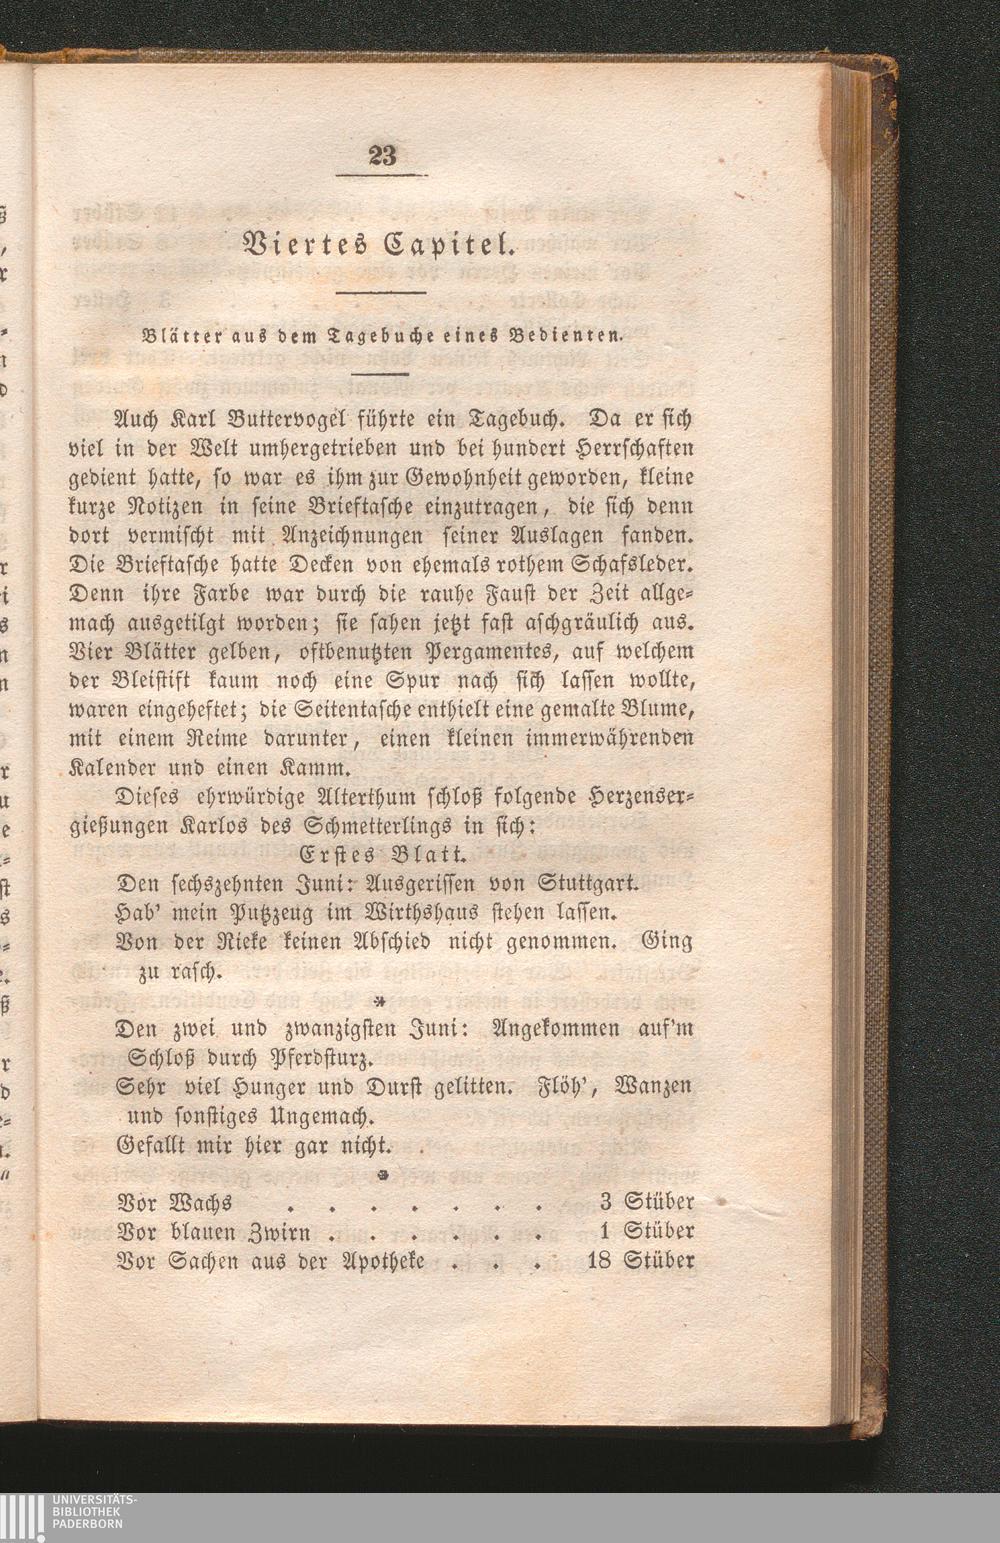 23
Viertes Capitel.
Blätter aus dem Tagebuche eines Bedienten.
Auch Karl Buttervogel führte ein Tagebuch. Da er sich
viel in der Welt umhergetrieben und bei hundert Herrschaften
gedient hatte, so war es ihm zur Gewohnheit geworden, kleine
kurze Notizen in seine Brieftasche einzutragen, die sich denn
dort vermischt mit Anzeichnungen seiner Auslagen fanden.
Die Brieftasche hatte Decken von ehemals rothem Schafsleder.
Denn ihre Farbe war durch die rauhe Faust der Zeit allge-
mach ausgetilgt worden; sie sahen jetzt fast aschgräulich aus.
Vier Blätter gelben, oftbenutzten Pergamentes, auf welchem
der Bleistift kaum noch eine Spur nach sich lassen wollte,
waren eingeheftet; die Seitentasche enthielt eine gemalte Blume,
mit einem Reime darunter, einen kleinen immerwährenden
Kalender und einen Kamm.
Dieses ehrwürdige Alterthum schloß folgende Herzenser-
gießungen Karlos des Schmetterlings in sich:
Erstes Blatt.
Den sechszehnten Juni: Ausgerissen von Stuttgart.
Hab' mein Putzzeug im Wirthshaus stehen lassen.
Von der Rieke keinen Abschied nicht genommen. Ging
zu rasch.
*
Den zwei und zwanzigsten Juni: Angekommen auf'm
Schloß durch Pferdsturz.
Sehr viel Hunger und Durst gelitten. Flöh', Wanzen
und sonstiges Ungemach.
Gefallt mir hier gar nicht.
*
Vor Wachs . . . . . . . 3 Stüber
Vor blauen Zwirn . . . . . . 1 Stüber
Vor Sachen aus der Apotheke . . . 18 Stüber
UNIVERSITÄTS-
BIBLIOTHEK
PADERBORN